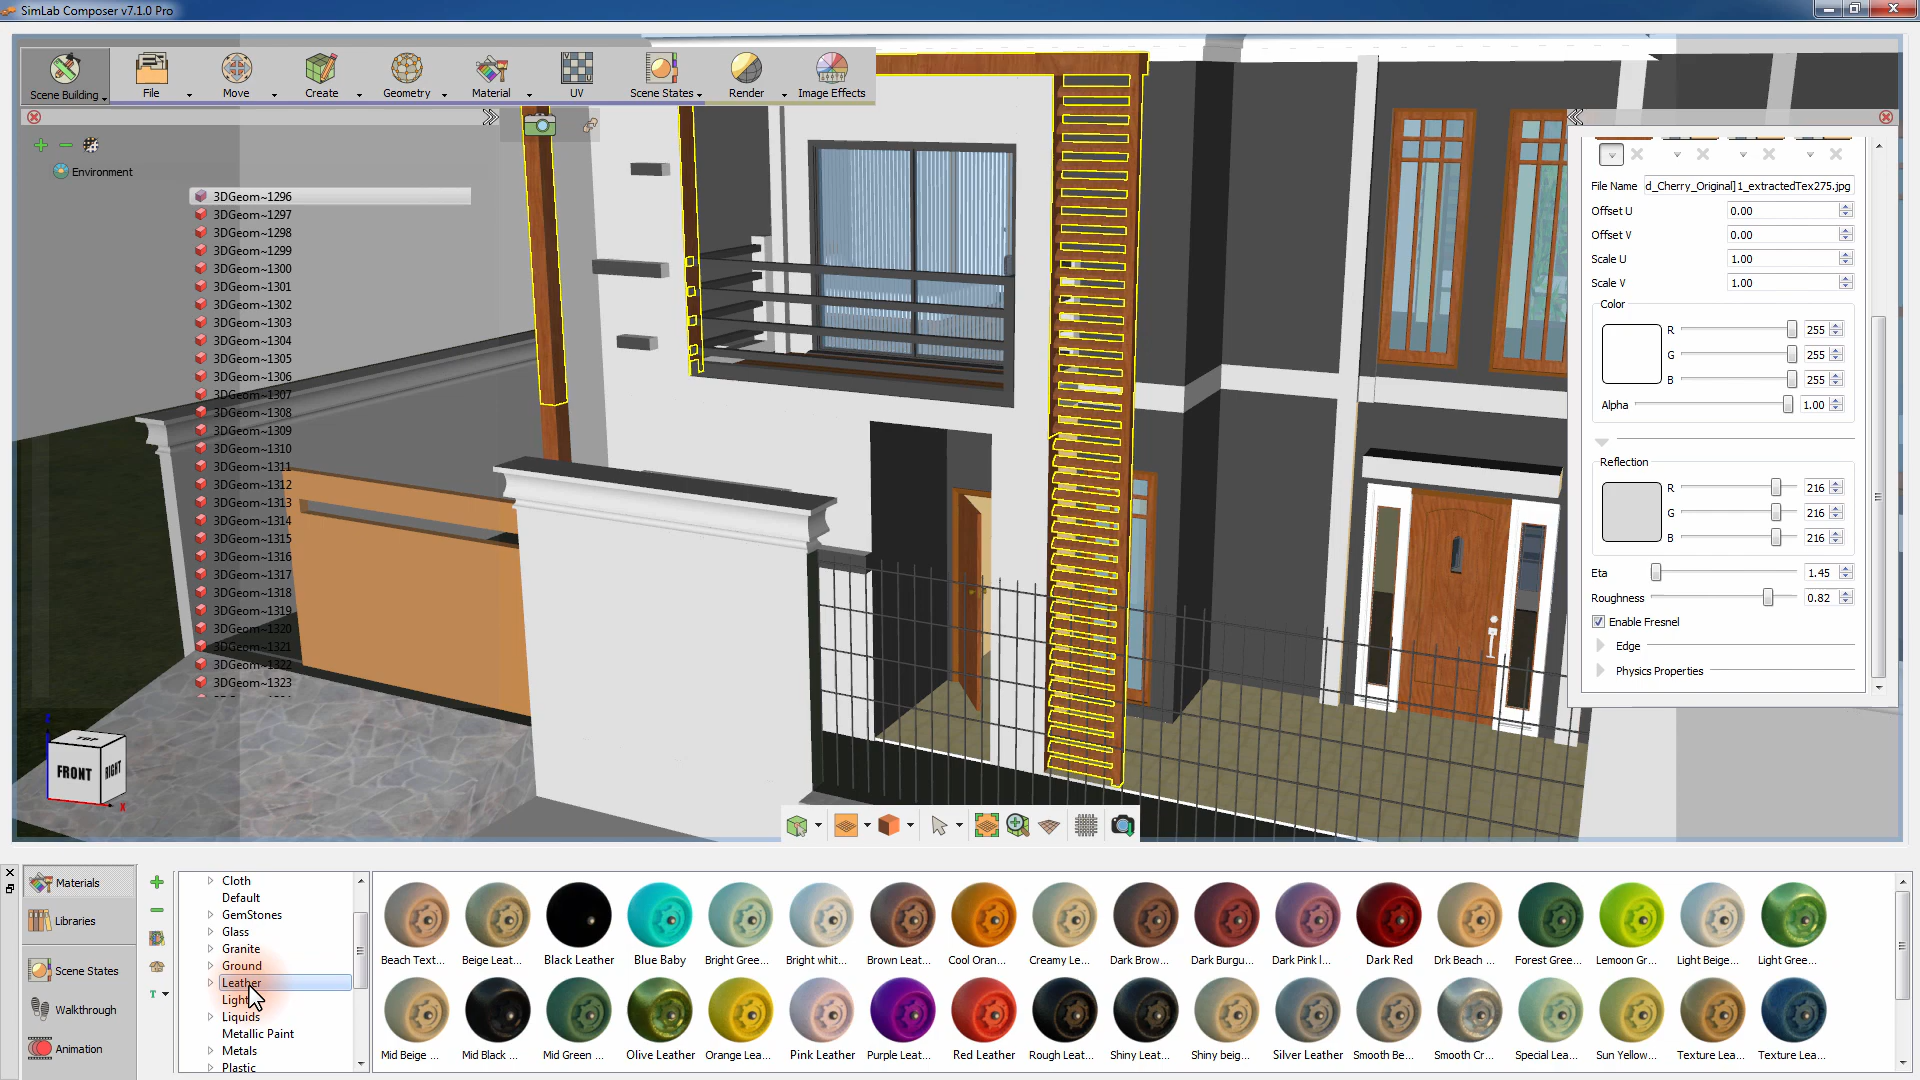 SimLab Composer v7.1.0 Pro
Scene Building
File
Move
Create
Geometry
Material
UV
Scene States
Render
Image Effects
Environment
3DGeom~1296
3DGeom~1297
3DGeom~1298
3DGeom~1299
3DGeom~1300
3DGeom~1301
3DGeom~1302
3DGeom~1303
3DGeom~1304
3DGeom~1305
3DGeom~1306
3DGeom~1307
3DGeom~1308
3DGeom~1309
3DGeom~1310
3DGeom~1311
3DGeom~1312
3DGeom~1313
3DGeom~1314
3DGeom~1315
3DGeom~1316
3DGeom~1317
3DGeom~1318
3DGeom~1319
3DGeom~1320
3DGeom~1321
3DGeom~1322
3DGeom~1323
File Name d_Cherry_Original]1_extractedTex275.jpg
Offset U 0.00
Offset V 0.00
Scale U 1.00
Scale V 1.00
Color
R 255
G 255
B 255
Alpha 1.00
Reflection
R 216
G 216
B 216
Eta 1.45
Roughness 0.82
Enable Fresnel
Edge
Physics Properties
TOP
FRONT
RIGHT
Z
X
Materials
Libraries
Scene States
Walkthrough
Animation
T
Cloth
Default
GemStones
Glass
Granite
Ground
Leather
Light
Liquids
Metallic Paint
Metals
Plastic
Beach Text... Beige Leat... Black Leather Blue Baby Bright Gree... Bright whit... Brown Leat... Cool Oran... Creamy Le... Dark Brow... Dark Burgu... Dark Pink l... Dark Red Drk Beach ... Forest Gree... Lemoon Gr... Light Beige... Light Gree...
Mid Beige ... Mid Black ... Mid Green ... Olive Leather Orange Lea... Pink Leather Purple Leat... Red Leather Rough Leat... Shiny Leat... Shiny beig... Silver Leather Smooth Be... Smooth Cr... Special Lea... Sun Yellow... Texture Lea... Texture Lea...